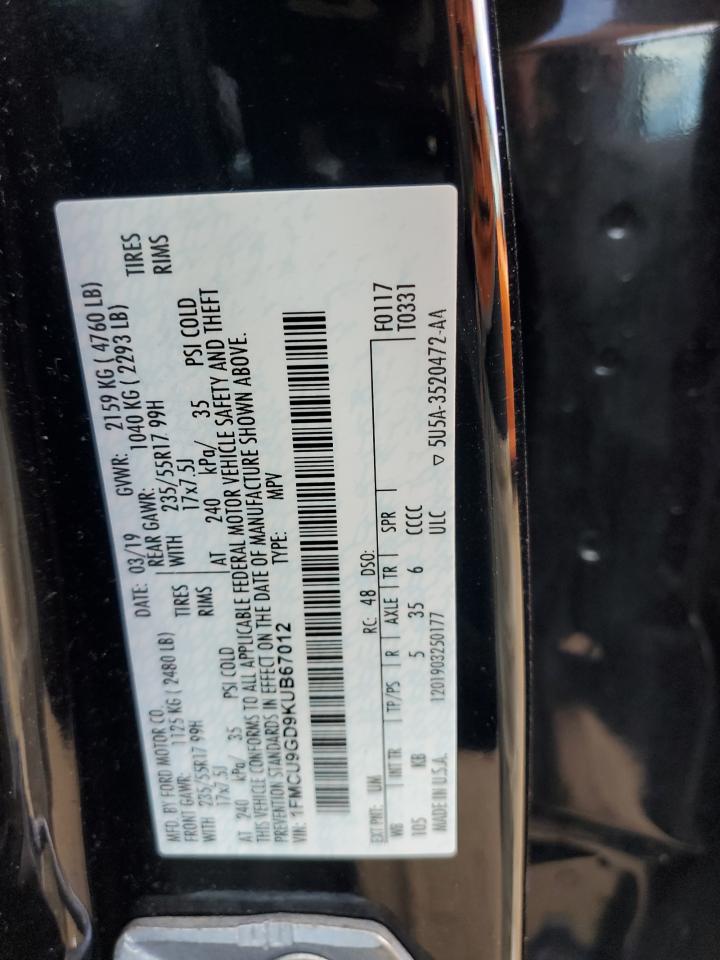 MFD. BY FORD MOTOR CO. DATE: 03/19 GVWR: 2159 KG ( 4760 LB)
FRONT GAWR: 1125 KG ( 2480 LB) REAR GAWR: 1040 KG ( 2293 LB)
WITH 235/55R17 99H TIRES WITH 235/55R17 99H TIRES
17x7.5J RIMS 17x7.5J RIMS
AT 240 kPa/ 35 PSI COLD AT 240 kPa/ 35 PSI COLD
THIS VEHICLE CONFORMS TO ALL APPLICABLE FEDERAL MOTOR VEHICLE SAFETY AND THEFT
PREVENTION STANDARDS IN EFFECT ON THE DATE OF MANUFACTURE SHOWN ABOVE.
VIN: 1FMCU9GD9KUB67012 TYPE: MPV
F0117
T0331
EXT PNT: UM RC: 48 DSO:
WB INT TR TP/PS R AXLE TR SPR
105 KB 5 35 6 CCCC
MADE IN U.S.A. 1201903250177 ULC ▽ 5U5A-3520472-AA